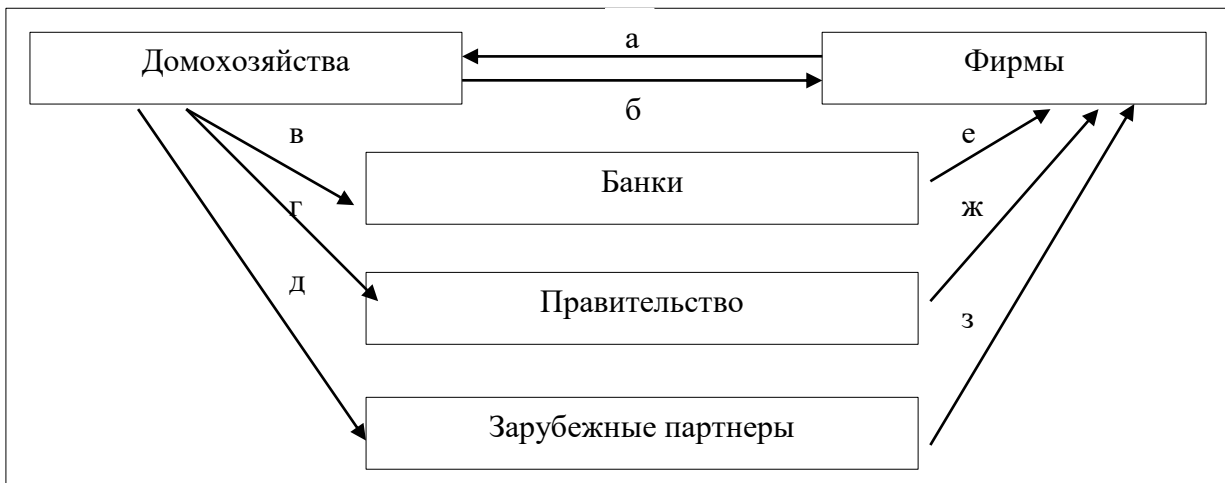 а
Домохозяйства
Фирмы
б
в
е
Банки
г
ж
д
Правительство
з
Зарубежные партнеры